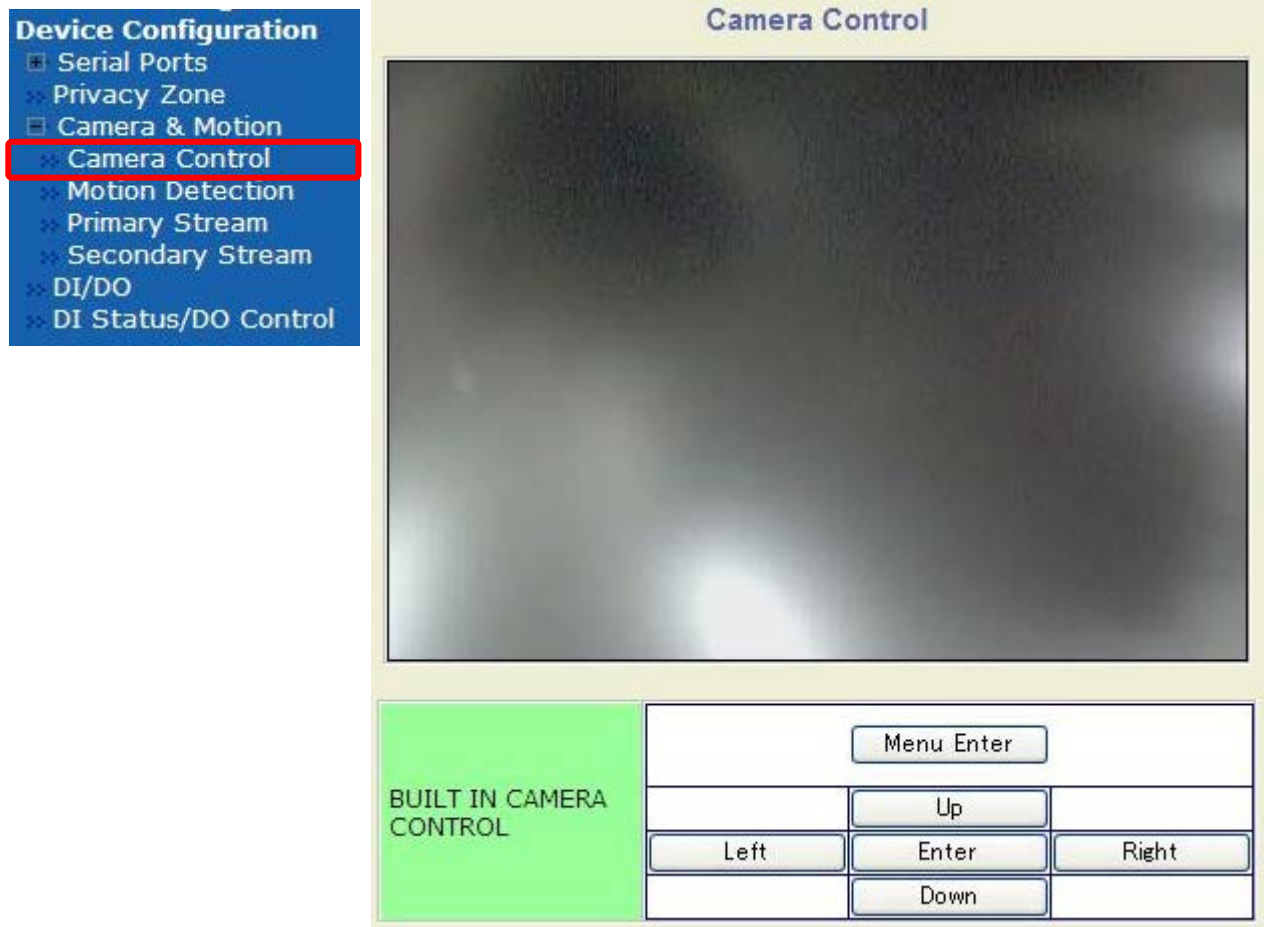 Device Configuration
Serial Ports
Privacy Zone
Camera & Motion
Camera Control
Motion Detection
Primary Stream
Secondary Stream
DI/DO
DI Status/DO Control
Camera Control
BUILT IN CAMERA
CONTROL
Menu Enter
Up
Left Enter Right
Down